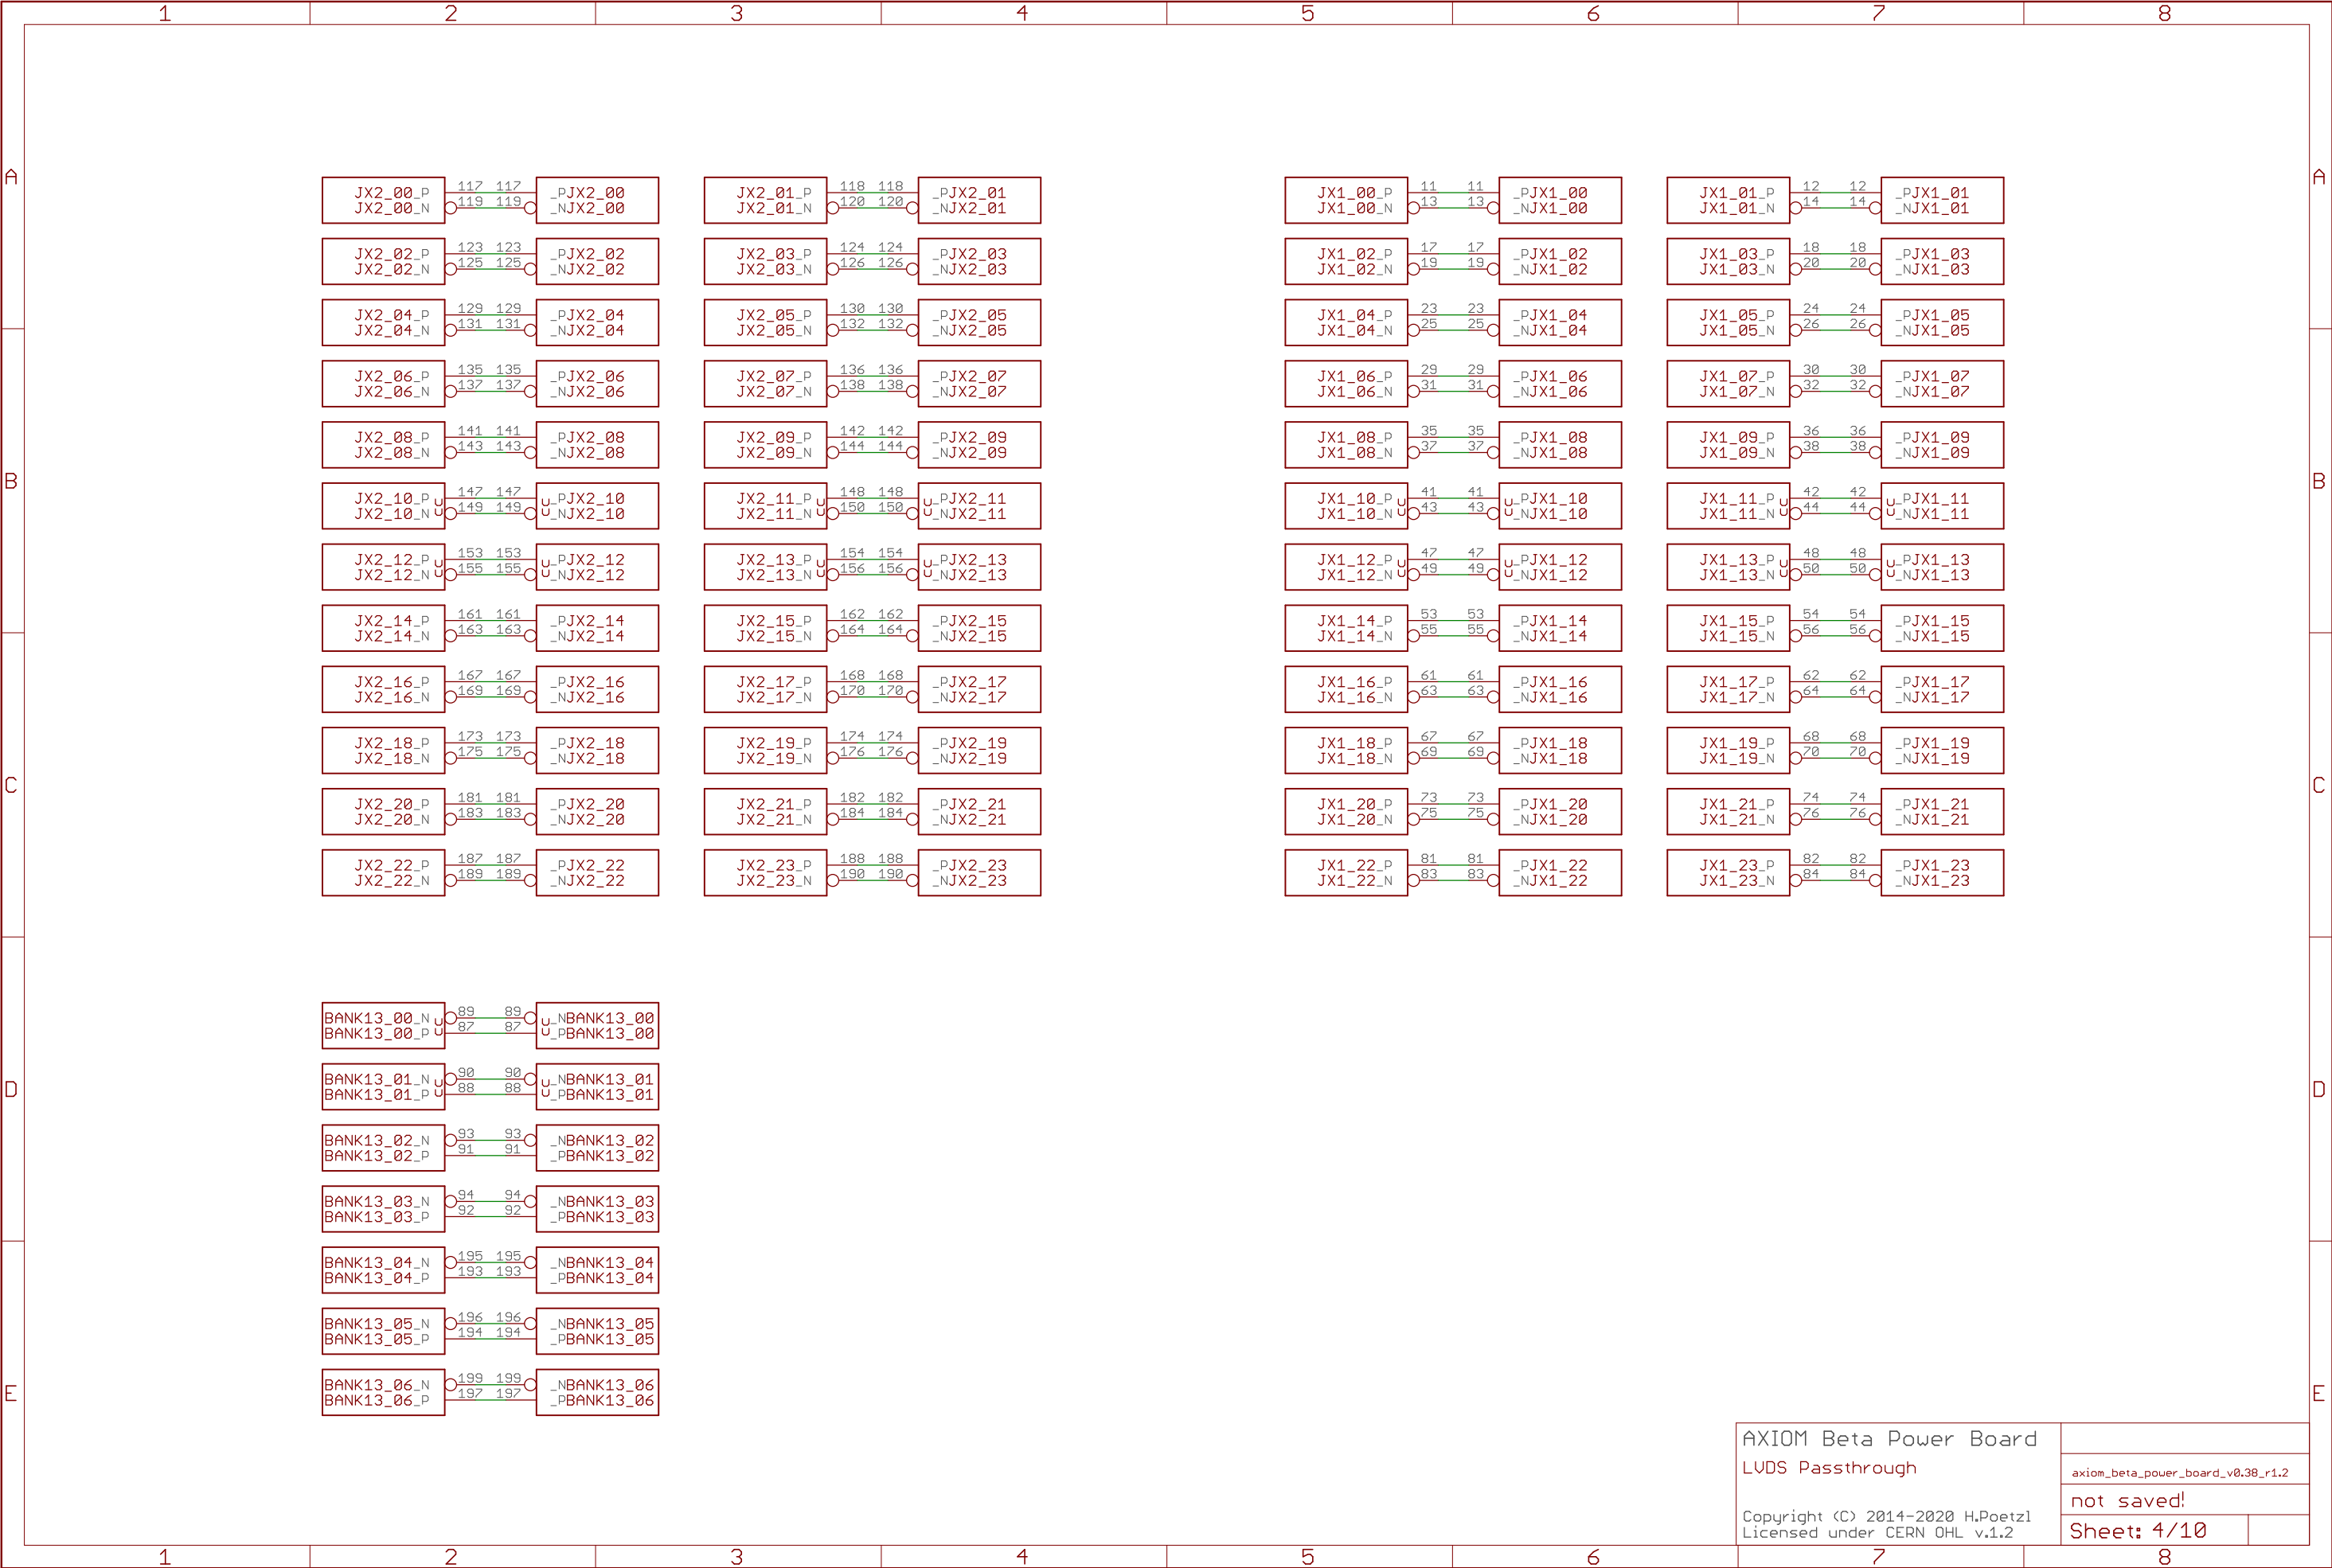 1 2 3 4 5 6 7 8
A A
JX2_00_P 117 117 _PJX2_00 JX2_01_P 118 118 _PJX2_01 JX1_00_P 11 11 _PJX1_00 JX1_01_P 12 12 _PJX1_01
JX2_00_N 119 119 _NJX2_00 JX2_01_N 120 120 _NJX2_01 JX1_00_N 13 13 _NJX1_00 JX1_01_N 14 14 _NJX1_01
JX2_02_P 123 123 _PJX2_02 JX2_03_P 124 124 _PJX2_03 JX1_02_P 17 17 _PJX1_02 JX1_03_P 18 18 _PJX1_03
JX2_02_N 125 125 _NJX2_02 JX2_03_N 126 126 _NJX2_03 JX1_02_N 19 19 _NJX1_02 JX1_03_N 20 20 _NJX1_03
JX2_04_P 129 129 _PJX2_04 JX2_05_P 130 130 _PJX2_05 JX1_04_P 23 23 _PJX1_04 JX1_05_P 24 24 _PJX1_05
JX2_04_N 131 131 _NJX2_04 JX2_05_N 132 132 _NJX2_05 JX1_04_N 25 25 _NJX1_04 JX1_05_N 26 26 _NJX1_05
JX2_06_P 135 135 _PJX2_06 JX2_07_P 136 136 _PJX2_07 JX1_06_P 29 29 _PJX1_06 JX1_07_P 30 30 _PJX1_07
JX2_06_N 137 137 _NJX2_06 JX2_07_N 138 138 _NJX2_07 JX1_06_N 31 31 _NJX1_06 JX1_07_N 32 32 _NJX1_07
JX2_08_P 141 141 _PJX2_08 JX2_09_P 142 142 _PJX2_09 JX1_08_P 35 35 _PJX1_08 JX1_09_P 36 36 _PJX1_09
JX2_08_N 143 143 _NJX2_08 JX2_09_N 144 144 _NJX2_09 JX1_08_N 37 37 _NJX1_08 JX1_09_N 38 38 _NJX1_09
B B
JX2_10_P U 147 147 U _PJX2_10 JX2_11_P U 148 148 U _PJX2_11 JX1_10_P U 41 41 U _PJX1_10 JX1_11_P U 42 42 U _PJX1_11
JX2_10_N U 149 149 U _NJX2_10 JX2_11_N U 150 150 U _NJX2_11 JX1_10_N U 43 43 U _NJX1_10 JX1_11_N U 44 44 U _NJX1_11
JX2_12_P U 153 153 U _PJX2_12 JX2_13_P U 154 154 U _PJX2_13 JX1_12_P U 47 47 U _PJX1_12 JX1_13_P U 48 48 U _PJX1_13
JX2_12_N U 155 155 U _NJX2_12 JX2_13_N U 156 156 U _NJX2_13 JX1_12_N U 49 49 U _NJX1_12 JX1_13_N U 50 50 U _NJX1_13
JX2_14_P 161 161 _PJX2_14 JX2_15_P 162 162 _PJX2_15 JX1_14_P 53 53 _PJX1_14 JX1_15_P 54 54 _PJX1_15
JX2_14_N 163 163 _NJX2_14 JX2_15_N 164 164 _NJX2_15 JX1_14_N 55 55 _NJX1_14 JX1_15_N 56 56 _NJX1_15
JX2_16_P 167 167 _PJX2_16 JX2_17_P 168 168 _PJX2_17 JX1_16_P 61 61 _PJX1_16 JX1_17_P 62 62 _PJX1_17
JX2_16_N 169 169 _NJX2_16 JX2_17_N 170 170 _NJX2_17 JX1_16_N 63 63 _NJX1_16 JX1_17_N 64 64 _NJX1_17
JX2_18_P 173 173 _PJX2_18 JX2_19_P 174 174 _PJX2_19 JX1_18_P 67 67 _PJX1_18 JX1_19_P 68 68 _PJX1_19
JX2_18_N 175 175 _NJX2_18 JX2_19_N 176 176 _NJX2_19 JX1_18_N 69 69 _NJX1_18 JX1_19_N 70 70 _NJX1_19
C C
JX2_20_P 181 181 _PJX2_20 JX2_21_P 182 182 _PJX2_21 JX1_20_P 73 73 _PJX1_20 JX1_21_P 74 74 _PJX1_21
JX2_20_N 183 183 _NJX2_20 JX2_21_N 184 184 _NJX2_21 JX1_20_N 75 75 _NJX1_20 JX1_21_N 76 76 _NJX1_21
JX2_22_P 187 187 _PJX2_22 JX2_23_P 188 188 _PJX2_23 JX1_22_P 81 81 _PJX1_22 JX1_23_P 82 82 _PJX1_23
JX2_22_N 189 189 _NJX2_22 JX2_23_N 190 190 _NJX2_23 JX1_22_N 83 83 _NJX1_22 JX1_23_N 84 84 _NJX1_23
BANK13_00_N U 89 89 U _NBANK13_00
BANK13_00_P U 87 87 U _PBANK13_00
BANK13_01_N U 90 90 U _NBANK13_01
D D
BANK13_01_P U 88 88 U _PBANK13_01
BANK13_02_N 93 93 _NBANK13_02
BANK13_02_P 91 91 _PBANK13_02
BANK13_03_N 94 94 _NBANK13_03
BANK13_03_P 92 92 _PBANK13_03
BANK13_04_N 195 195 _NBANK13_04
BANK13_04_P 193 193 _PBANK13_04
BANK13_05_N 196 196 _NBANK13_05
BANK13_05_P 194 194 _PBANK13_05
BANK13_06_N 199 199 _NBANK13_06
E E
BANK13_06_P 197 197 _PBANK13_06
AXIOM Beta Power Board
LVDS Passthrough
axiom_beta_power_board_v0.38_r1.2
not saved!
Copyright (C) 2014-2020 H.Poetzl
Licensed under CERN OHL v.1.2
Sheet: 4/10
1 2 3 4 5 6 7 8